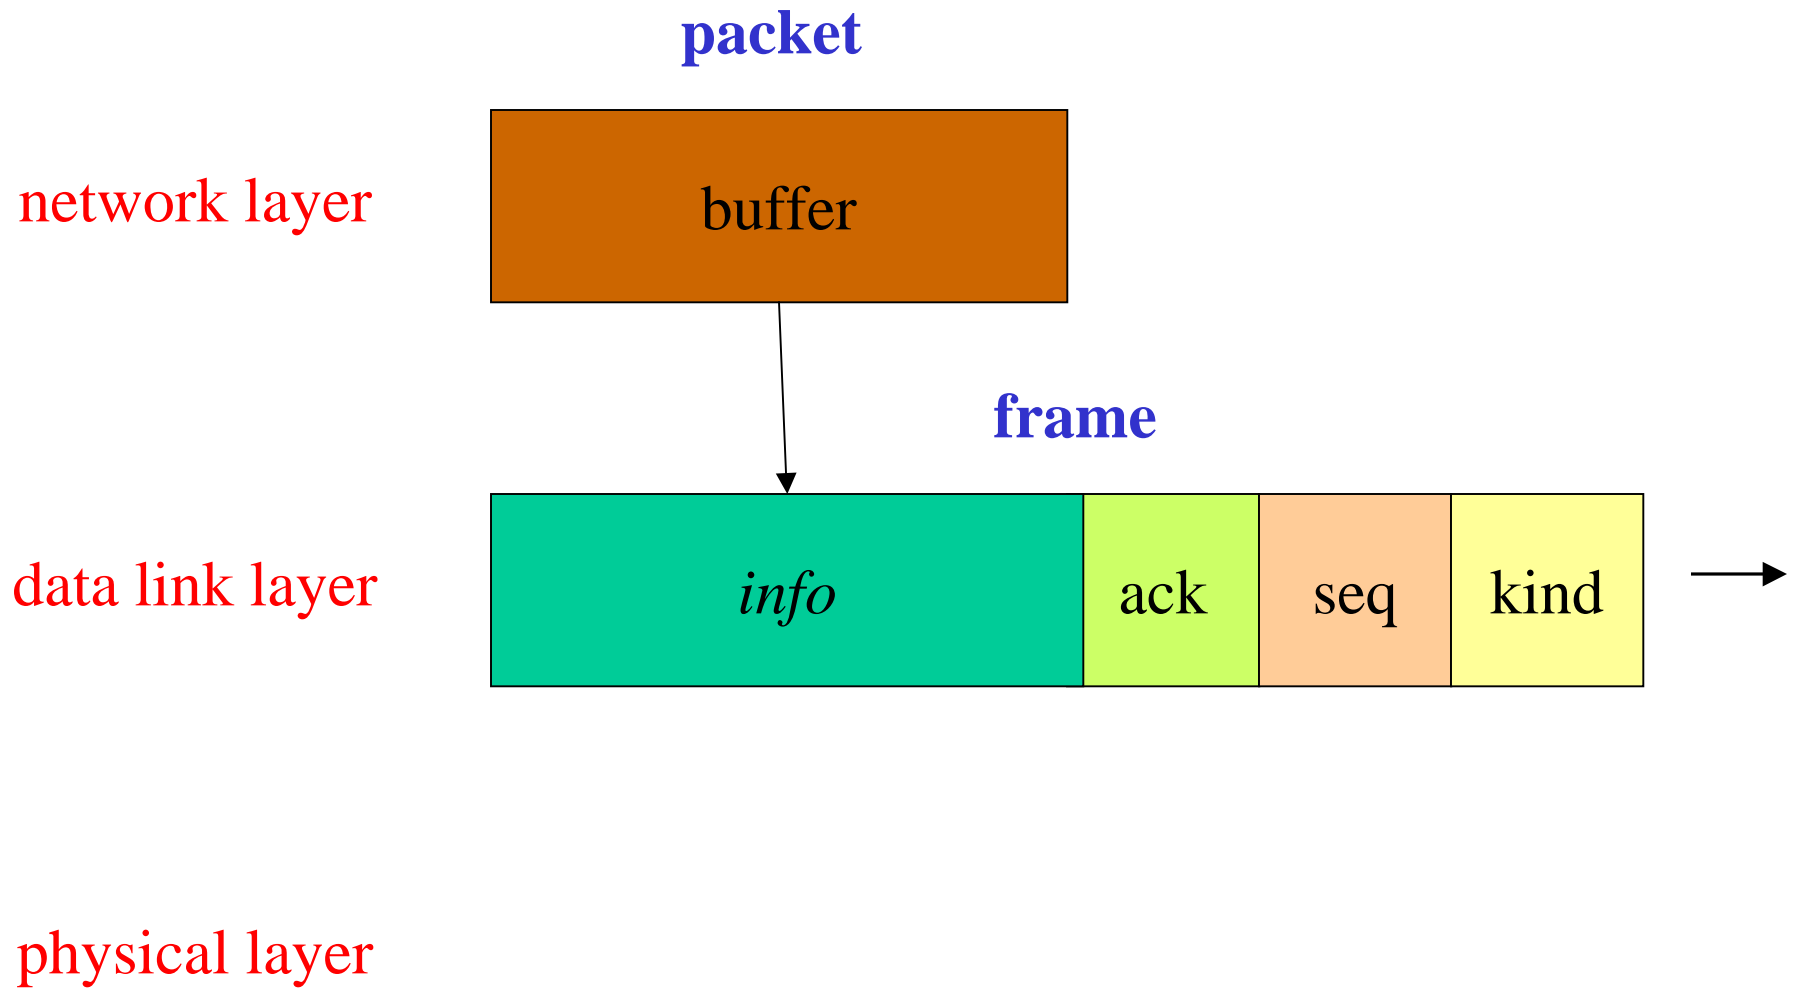 packet
network layer
buffer
frame
data link layer
info
ack
seq
kind
physical layer